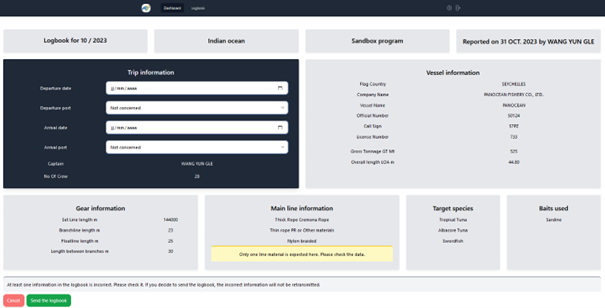 Dashboard
Logbook
Logbook for 10 / 2023
Indian ocean
Sandbox program
Reported on 31 OCT. 2023 by WANG YUN GLE
Trip information
Departure date
jj / mm / aaaa
Departure port
Not concerned
Arrival date
jj / mm / aaaa
Arrival port
Not concerned
Captain
WANG YUN GLE
No Of Crew
28
Vessel information
Flag Country
SEYCHELLES
Company Name
PANOCEAN FISHERY CO., LTD.
Vessel Name
PANOCEAN
Official Number
50124
Call Sign
S7PE
License Number
733
Gross Tonnage GT Mt
525
Overall length LOA m
44.80
Gear information
Set Line length m
144000
Branchline length m
23
Floatline length m
25
Length between branches m
30
Main line information
Thick Rope Cremona Rope
Thin rope PR or Other materials
Nylon braided
Only one line material is expected here. Please check the data.
Target species
Tropical Tuna
Albacore Tuna
Swordfish
Baits used
Sardine
At least one information in the logbook is incorrect. Please check it. If you decide to send the logbook, the incorrect information will not be retransmitted.
Cancel
Send the logbook